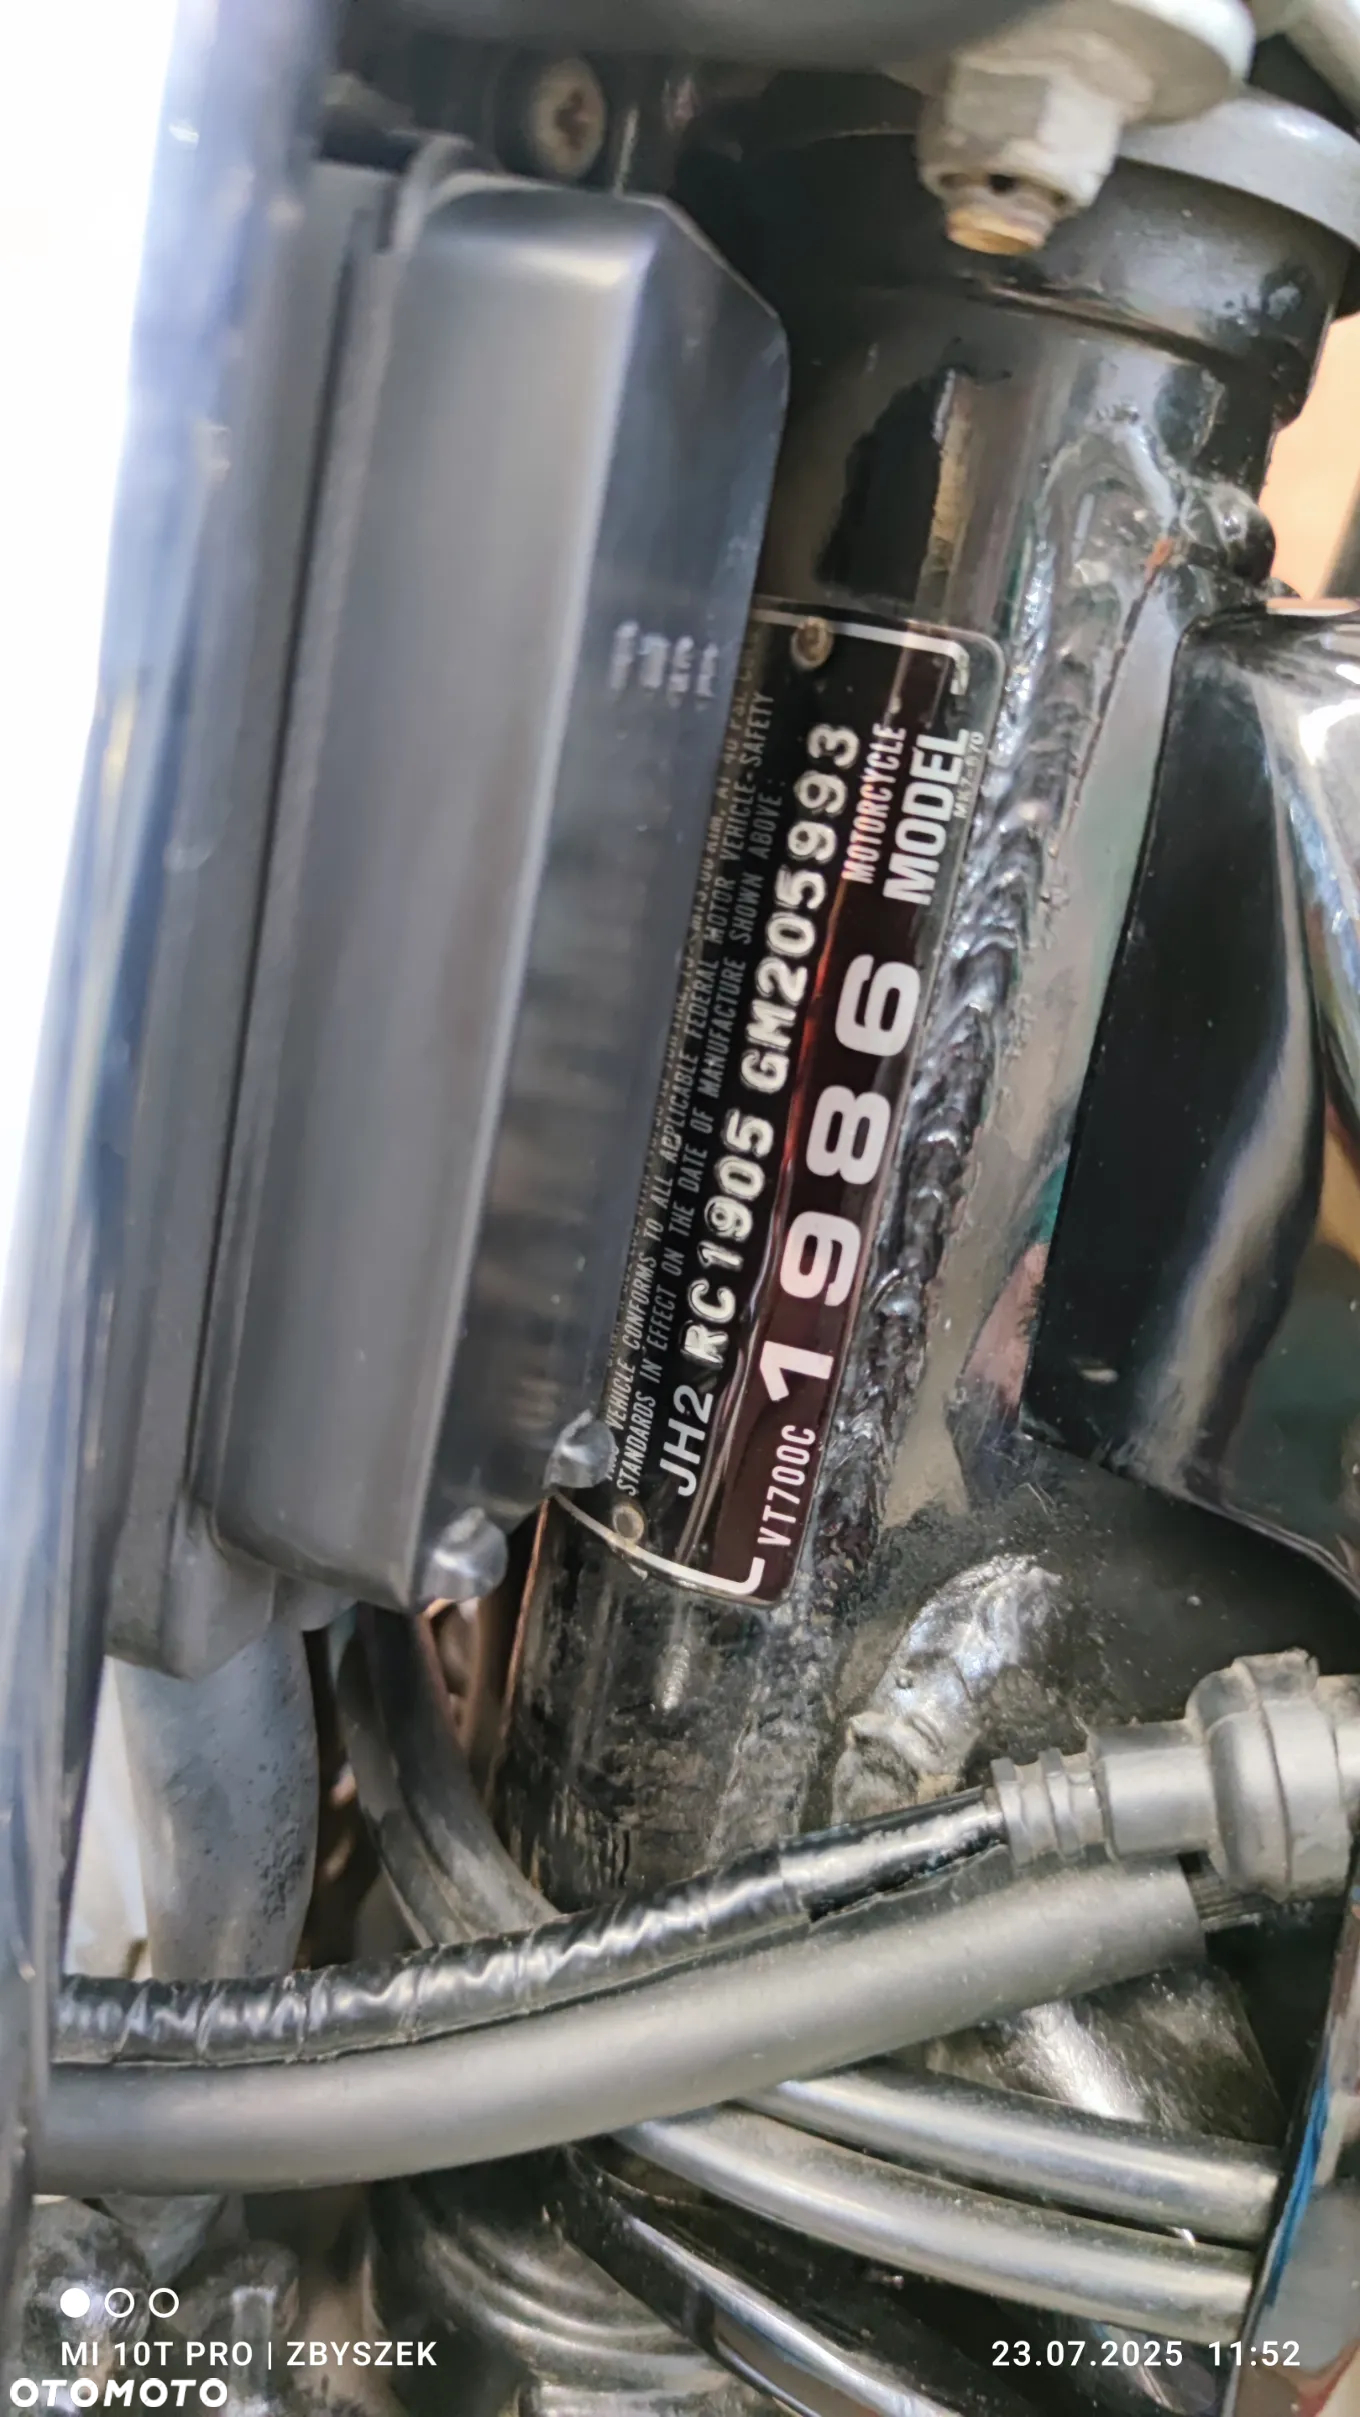 VEHICLE CONFORMS TO ALL APPLICABLE FEDERAL MOTOR VEHICLE-SAFETY
STANDARDS IN EFFECT ON THE DATE OF MANUFACTURE SHOWN ABOVE:
JH2 RC1905 GM205993
VT700C 1986 MOTORCYCLE MODEL
MI 10T PRO | ZBYSZEK
23.07.2025 11:52
OTOMOTO